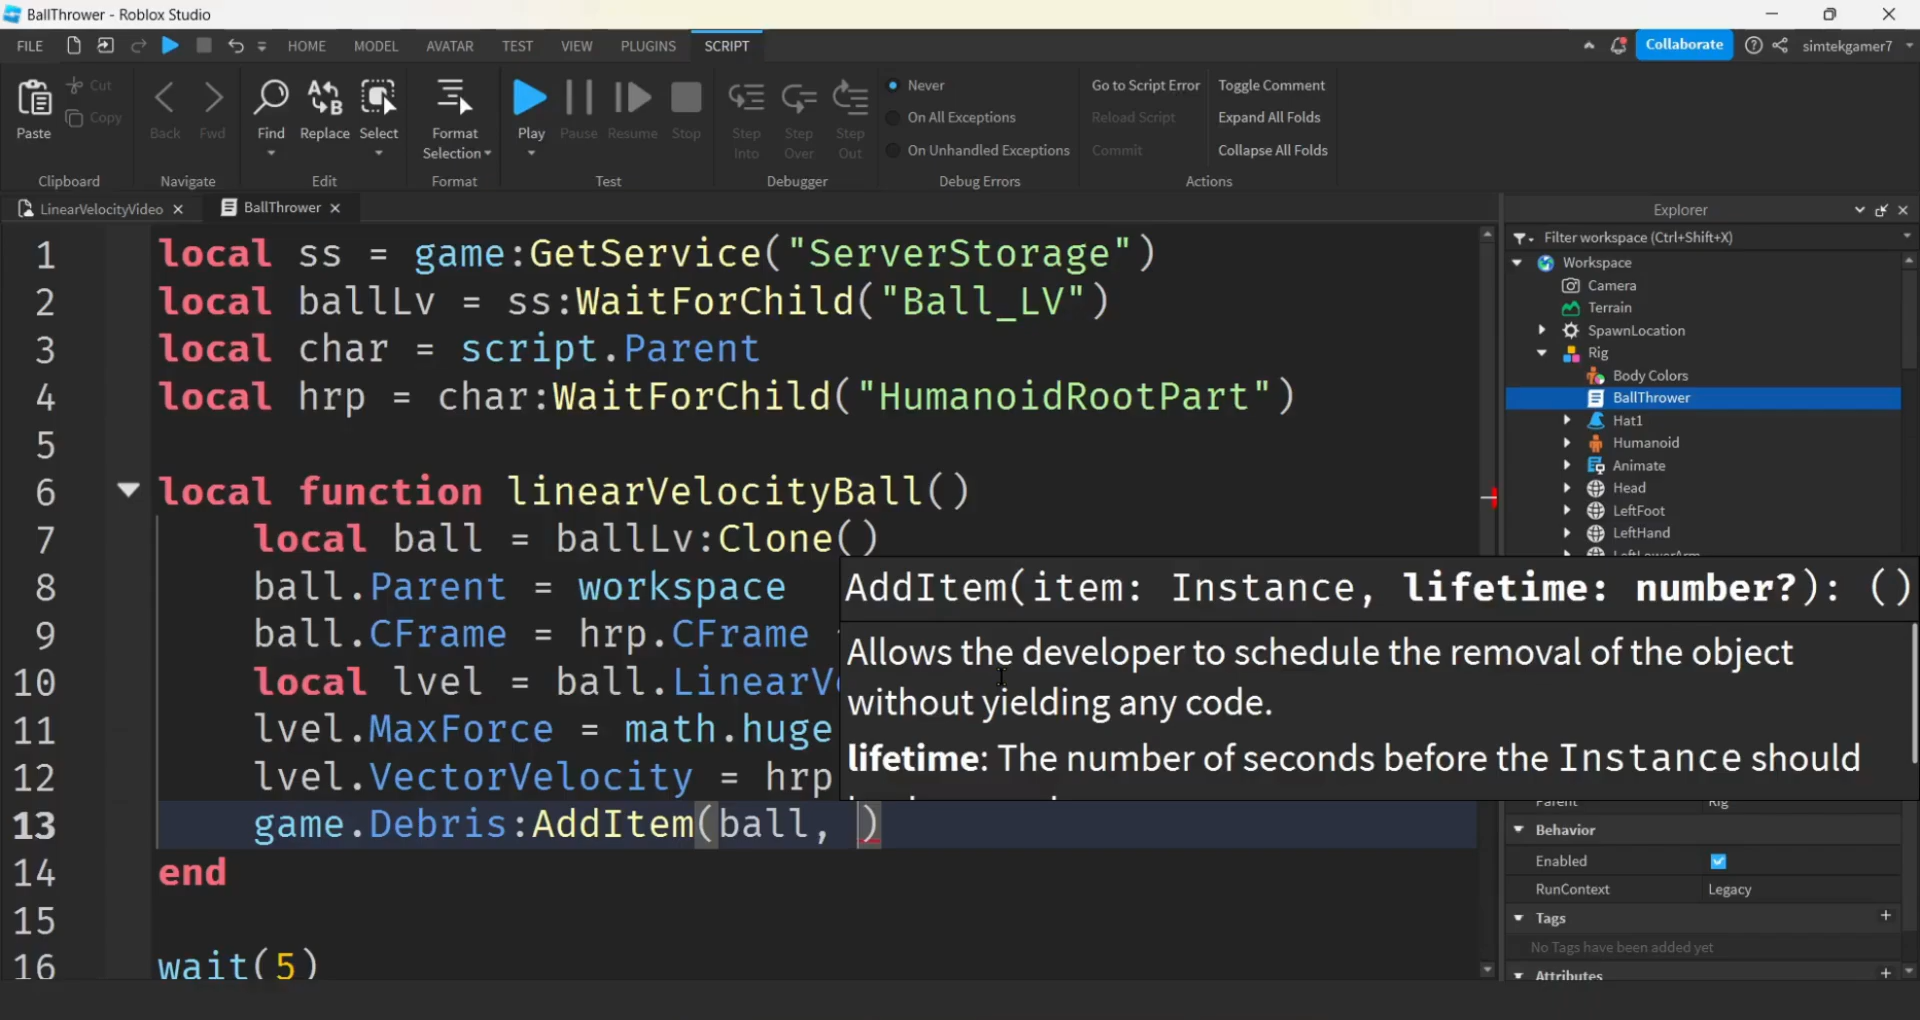 BallThrower - Roblox Studio
FILE HOME MODEL AVATAR TEST VIEW PLUGINS SCRIPT Collaborate simtekgamer7
Paste Cut Copy Back Fwd Find Replace Select Format Selection Play Pause Resume Stop Step Into Step Over Step Out
Never
On All Exceptions
On Unhandled Exceptions
Go to Script Error Toggle Comment
Reload Script Expand All Folds
Commit Collapse All Folds
Clipboard Navigate Edit Format Test Debugger Debug Errors Actions
LinearVelocityVideo BallThrower
1 local ss = game:GetService("ServerStorage")
2 local ballLv = ss:WaitForChild("Ball_LV")
3 local char = script.Parent
4 local hrp = char:WaitForChild("HumanoidRootPart")
5
6 local function linearVelocityBall()
7 local ball = ballLv:Clone()
8 ball.Parent = workspace
9 ball.CFrame = hrp.CFrame
10 local lvel = ball.LinearV
11 lvel.MaxForce = math.huge
12 lvel.VectorVelocity = hrp
13 game.Debris:AddItem(ball, )
14 end
15
16 wait(5)
AddItem(item: Instance, lifetime: number?): ()
Allows the developer to schedule the removal of the object
without yielding any code.
lifetime: The number of seconds before the Instance should
Explorer
Filter workspace (Ctrl+Shift+X)
Workspace
Camera
Terrain
SpawnLocation
Rig
Body Colors
BallThrower
Hat1
Humanoid
Animate
Head
LeftFoot
LeftHand
LeftLowerArm
Parent Rig
Behavior
Enabled
RunContext Legacy
Tags +
No Tags have been added yet
Attributes +